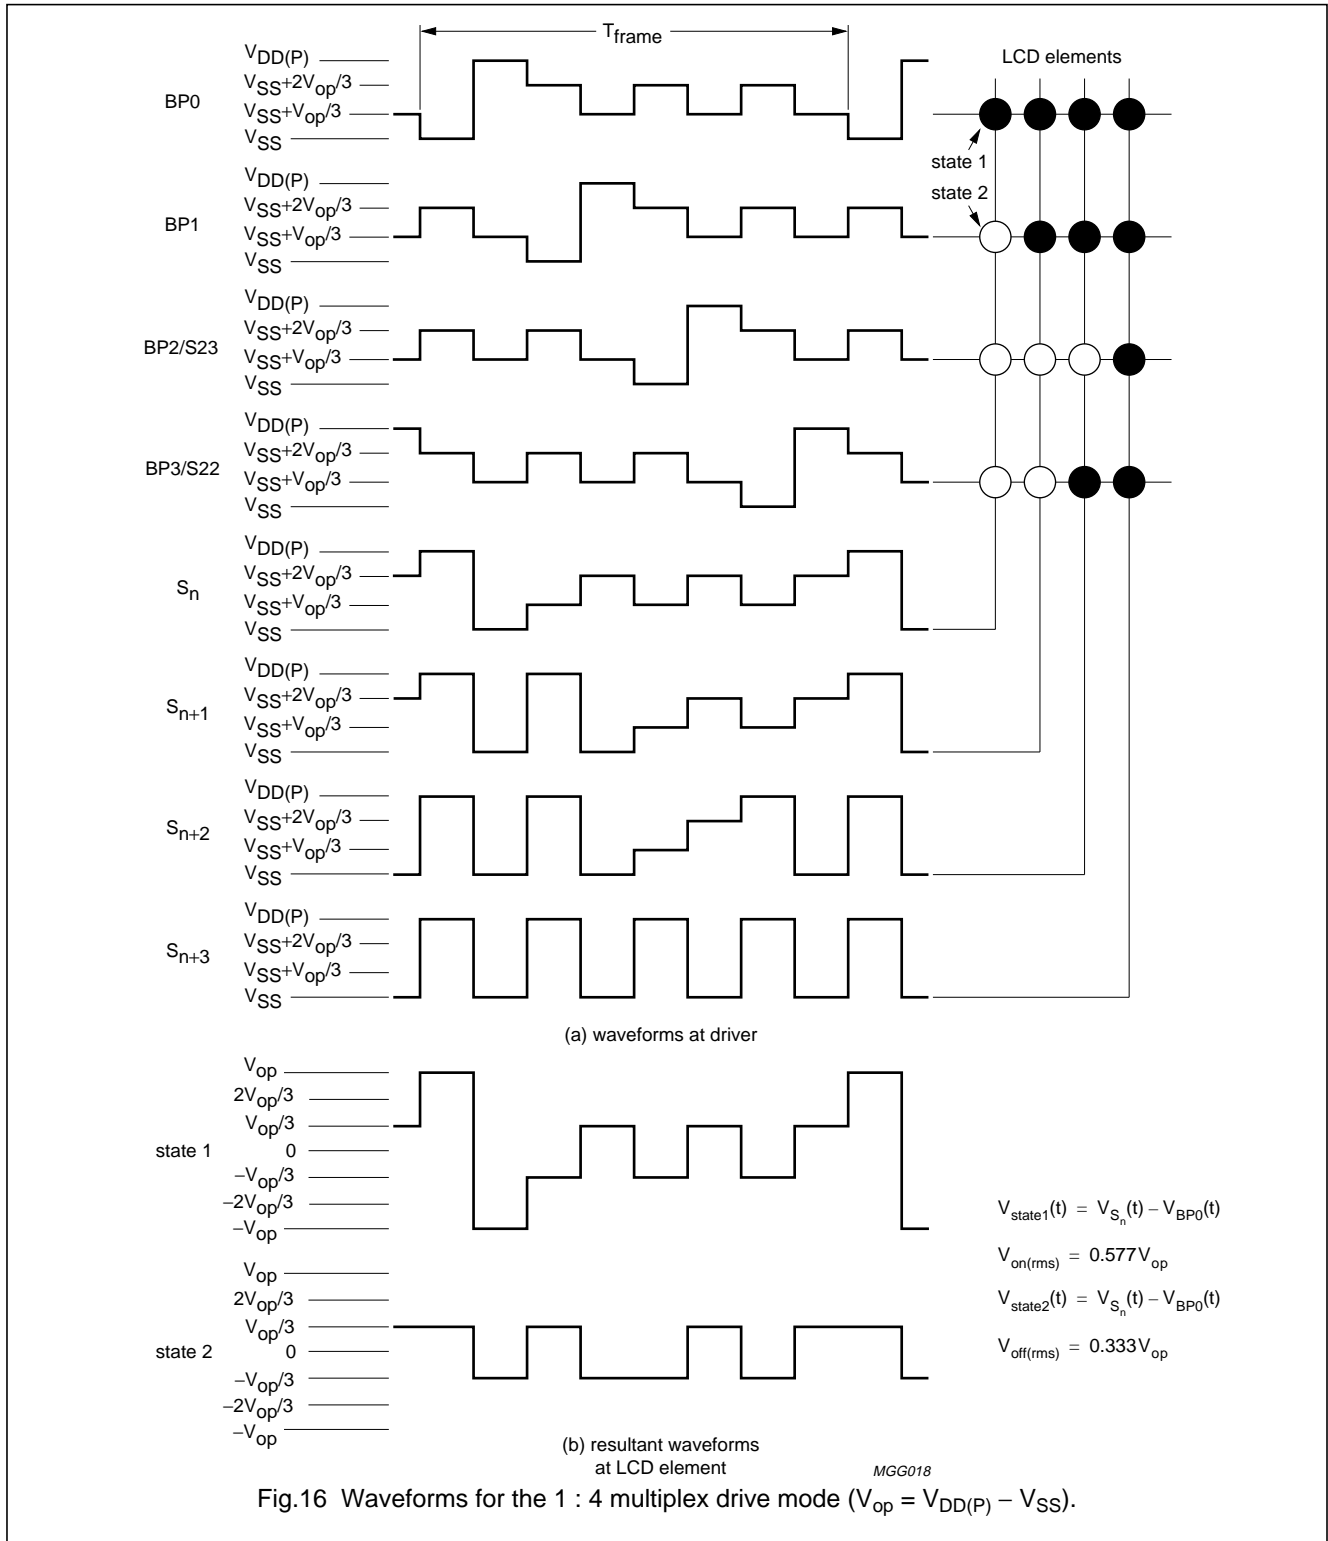 T_frame
V_DD(P)
V_SS+2V_op/3
BP0
V_SS+V_op/3
V_SS
LCD elements
state 1
state 2
V_DD(P)
V_SS+2V_op/3
BP1
V_SS+V_op/3
V_SS
V_DD(P)
V_SS+2V_op/3
BP2/S23
V_SS+V_op/3
V_SS
V_DD(P)
V_SS+2V_op/3
BP3/S22
V_SS+V_op/3
V_SS
V_DD(P)
V_SS+2V_op/3
S_n
V_SS+V_op/3
V_SS
V_DD(P)
V_SS+2V_op/3
S_n+1
V_SS+V_op/3
V_SS
V_DD(P)
V_SS+2V_op/3
S_n+2
V_SS+V_op/3
V_SS
V_DD(P)
V_SS+2V_op/3
S_n+3
V_SS+V_op/3
V_SS
(a) waveforms at driver
V_op
2V_op/3
V_op/3
state 1
0
−V_op/3
−2V_op/3
−V_op
V_op
2V_op/3
V_op/3
state 2
0
−V_op/3
−2V_op/3
−V_op
V_state1(t) = V_S_n(t) − V_BP0(t)
V_on(rms) = 0.577V_op
V_state2(t) = V_S_n(t) − V_BP0(t)
V_off(rms) = 0.333V_op
(b) resultant waveforms
at LCD element
MGG018
Fig.16 Waveforms for the 1 : 4 multiplex drive mode (V_op = V_DD(P) − V_SS).